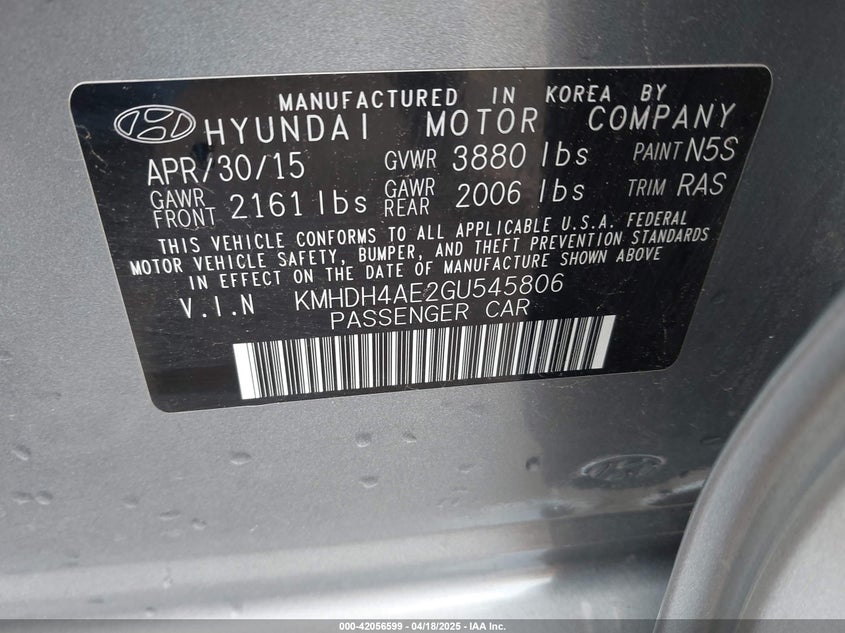 MANUFACTURED IN KOREA BY
HYUNDAI MOTOR COMPANY
APR/30/15 GVWR 3880 lbs PAINT N5S
GAWR FRONT 2161 lbs GAWR REAR 2006 lbs TRIM RAS
THIS VEHICLE CONFORMS TO ALL APPLICABLE U.S.A. FEDERAL
MOTOR VEHICLE SAFETY, BUMPER, AND THEFT PREVENTION STANDARDS
IN EFFECT ON THE DATE OF MANUFACTURE SHOWN ABOVE
V.I.N KMHDH4AE2GU545806
PASSENGER CAR
000-42056599 - 04/18/2025 - IAA Inc.